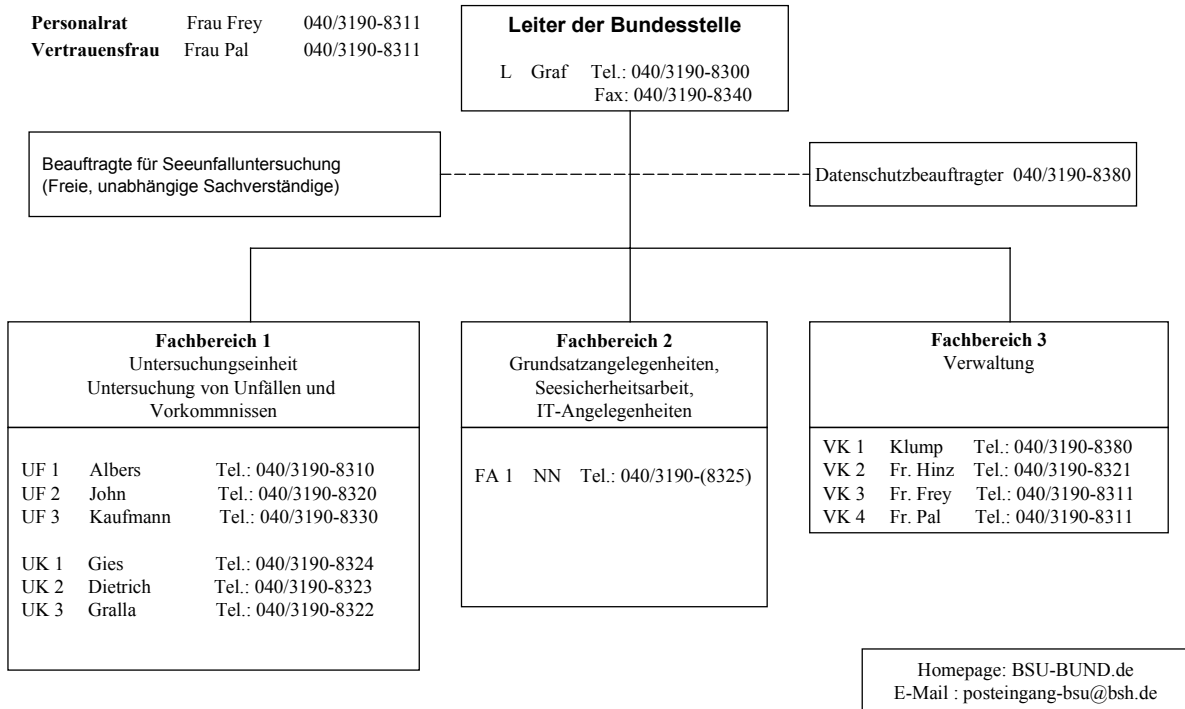 Personalrat Frau Frey 040/3190-8311
Vertrauensfrau Frau Pal 040/3190-8311
Leiter der Bundesstelle
L Graf Tel.: 040/3190-8300
Fax: 040/3190-8340
Beauftragte für Seeunfalluntersuchung
(Freie, unabhängige Sachverständige)
Datenschutzbeauftragter 040/3190-8380
Fachbereich 1
Untersuchungseinheit
Untersuchung von Unfällen und
Vorkommnissen
UF 1 Albers Tel.: 040/3190-8310
UF 2 John Tel.: 040/3190-8320
UF 3 Kaufmann Tel.: 040/3190-8330
UK 1 Gies Tel.: 040/3190-8324
UK 2 Dietrich Tel.: 040/3190-8323
UK 3 Gralla Tel.: 040/3190-8322
Fachbereich 2
Grundsatzangelegenheiten,
Seesicherheitsarbeit,
IT-Angelegenheiten
FA 1 NN Tel.: 040/3190-(8325)
Fachbereich 3
Verwaltung
VK 1 Klump Tel.: 040/3190-8380
VK 2 Fr. Hinz Tel.: 040/3190-8321
VK 3 Fr. Frey Tel.: 040/3190-8311
VK 4 Fr. Pal Tel.: 040/3190-8311
Homepage: BSU-BUND.de
E-Mail : posteingang-bsu@bsh.de